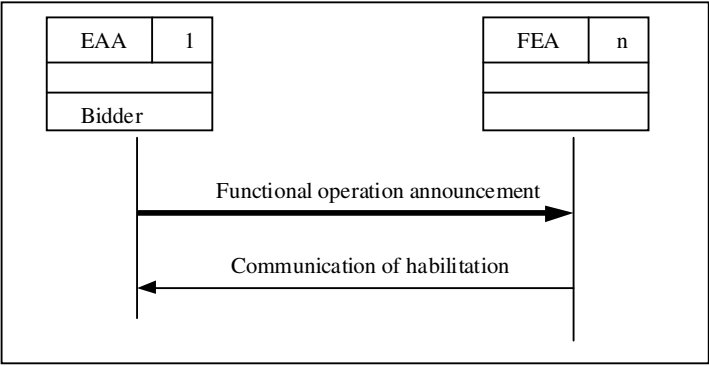 EAA 1
FEA n
Bidder
Functional operation announcement
Communication of habilitation